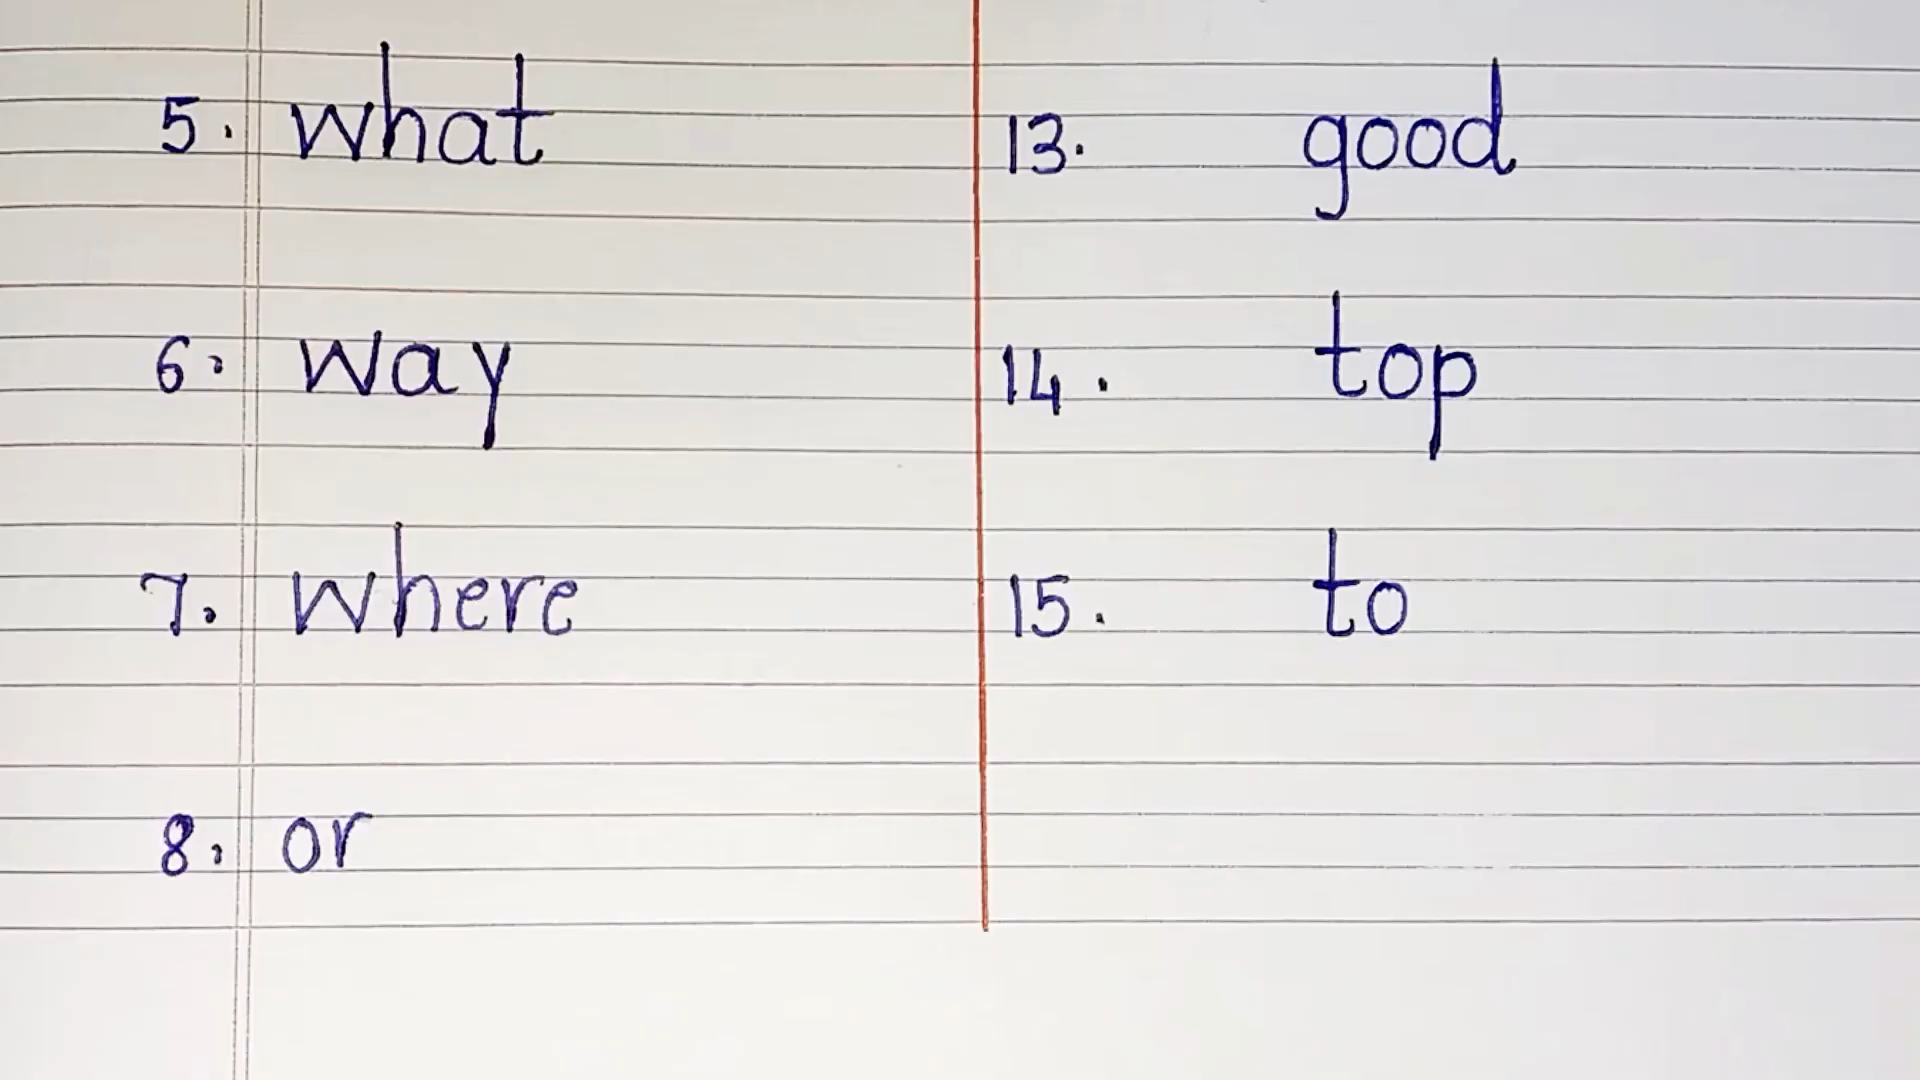 5. what
6. way
7. where
8. or
13. good
14. top
15. to